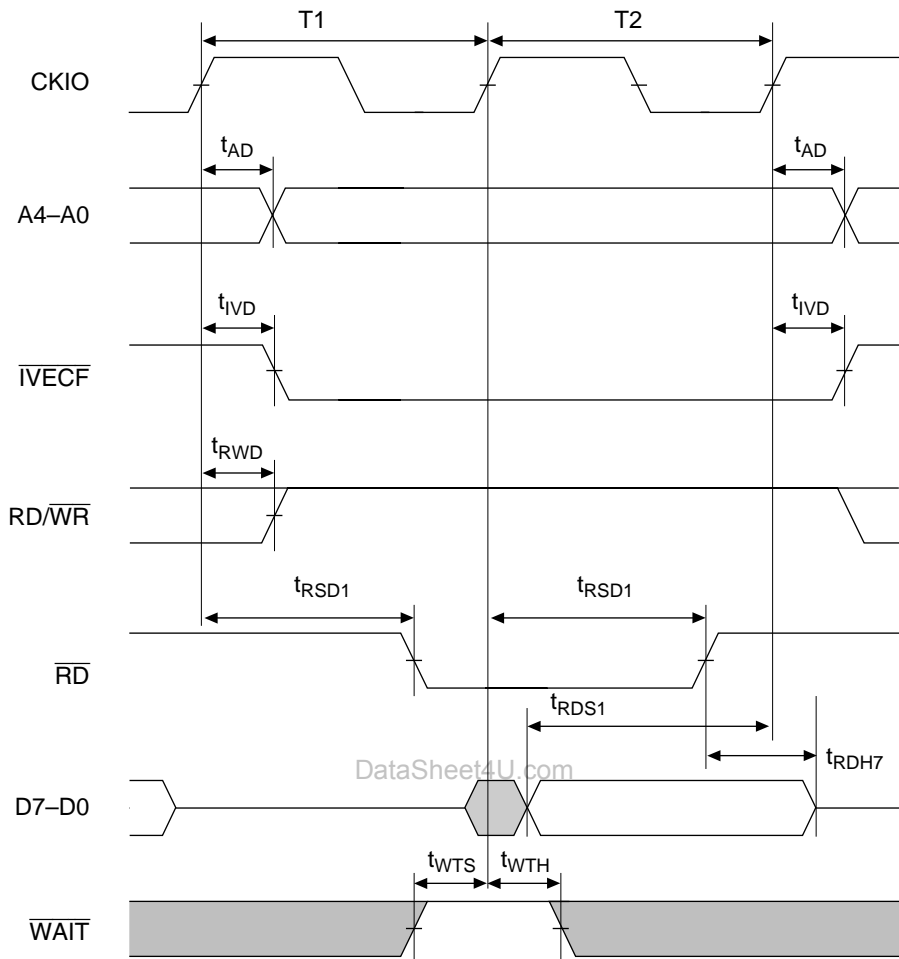 T1 T2
CKIO
tAD tAD
A4–A0
tIVD tIVD
IVECF
tRWD
RD/WR
tRSD1 tRSD1
RD
tRDS1
tRDH7
DataSheet4U.com
D7–D0
tWTS tWTH
WAIT